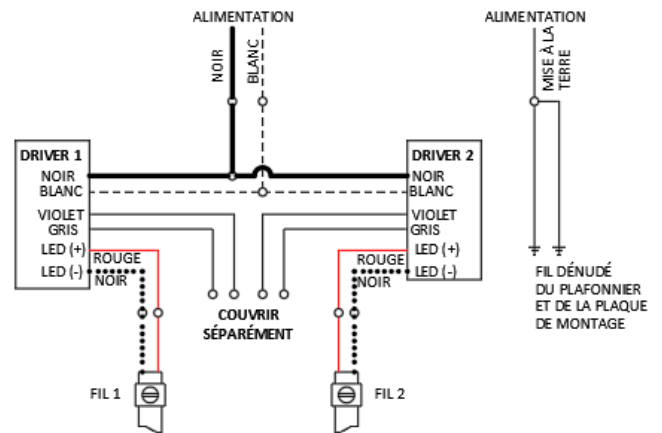 ALIMENTATION
ALIMENTATION
NOIR
BLANC
MISE À LA
TERRE
DRIVER 1
DRIVER 2
NOIR
NOIR
BLANC
BLANC
VIOLET
VIOLET
GRIS
GRIS
LED (+)
ROUGE
ROUGE
LED (+)
LED (-)
NOIR
NOIR
LED (-)
COUVRIR
SÉPARÉMENT
FIL DÉNUDÉ
DU PLAFONNIER
ET DE LA PLAQUE
DE MONTAGE
FIL 1
FIL 2